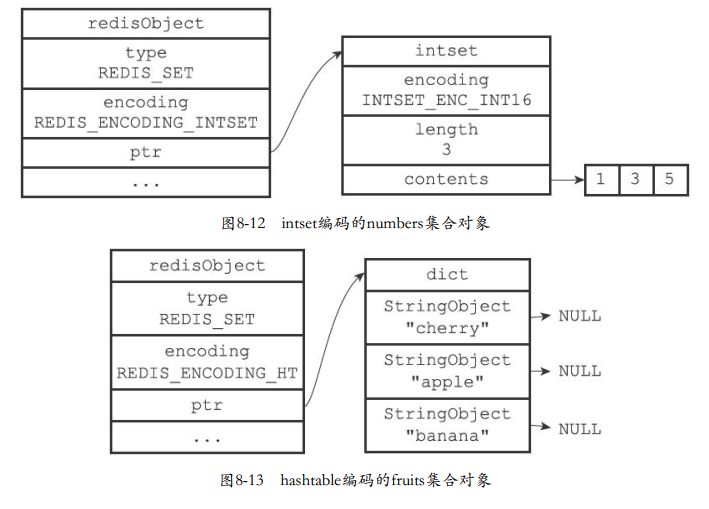 redisObject
type
REDIS_SET
encoding
REDIS_ENCODING_INTSET
ptr
...
intset
encoding
INTSET_ENC_INT16
length
3
contents
1 3 5
图8-12 intset编码的numbers集合对象
redisObject
type
REDIS_SET
encoding
REDIS_ENCODING_HT
ptr
...
dict
StringObject
"cherry"
NULL
StringObject
"apple"
NULL
StringObject
"banana"
NULL
图8-13 hashtable编码的fruits集合对象